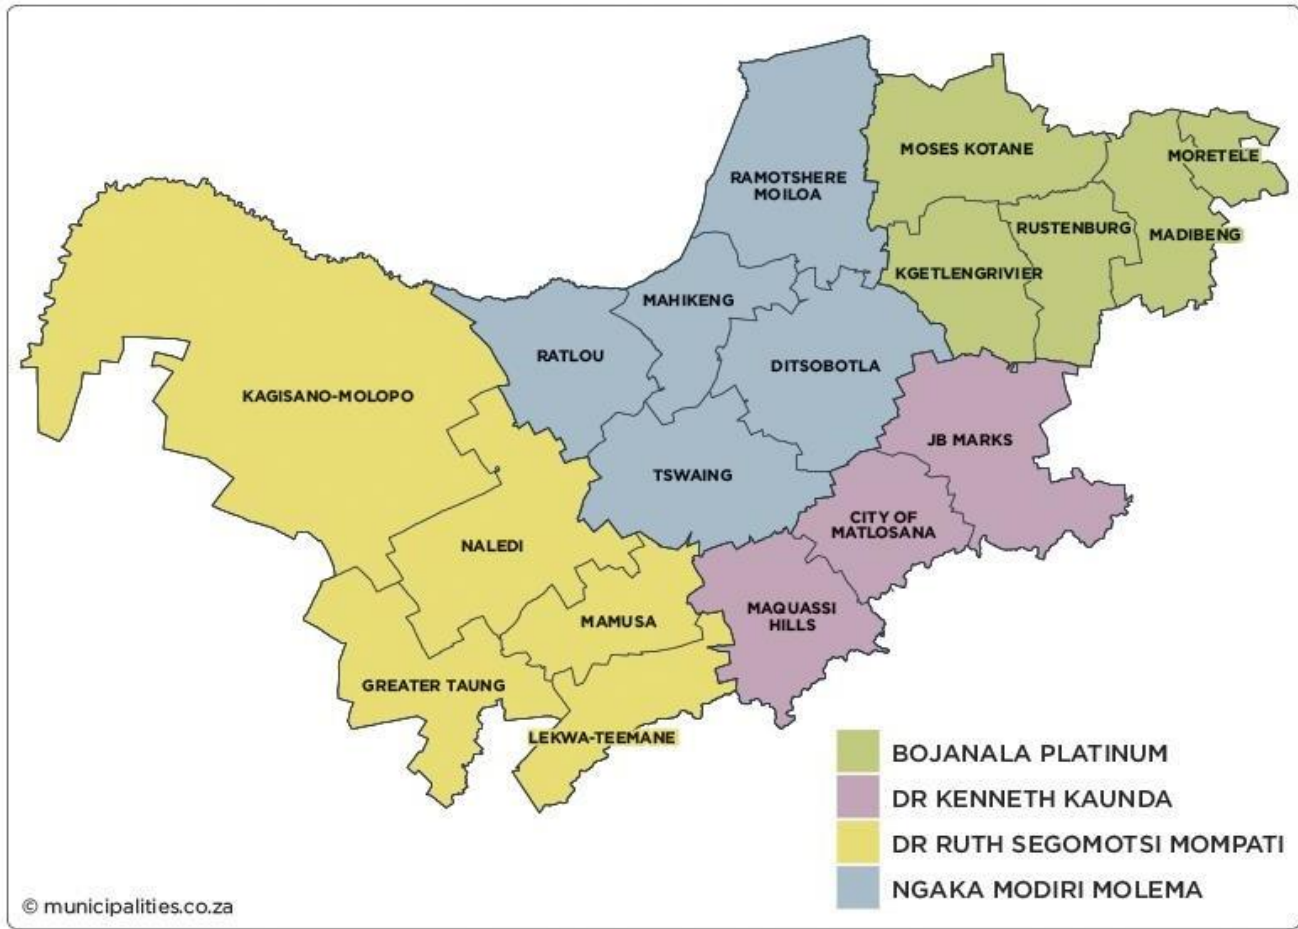 MOSES KOTANE
MORETELE
RAMOTSHERE
MOILOA
RUSTENBURG
MADIBENG
KGETLENGRIVIER
MAHIKENG
RATLOU
DITSOBOTLA
KAGISANO-MOLOPO
JB MARKS
TSWAING
CITY OF
MATLOSANA
NALEDI
MAQUASSI
HILLS
MAMUSA
GREATER TAUNG
LEKWA-TEEMANE
BOJANALA PLATINUM
DR KENNETH KAUNDA
DR RUTH SEGOMOTSI MOMPATI
NGAKA MODIRI MOLEMA
© municipalities.co.za